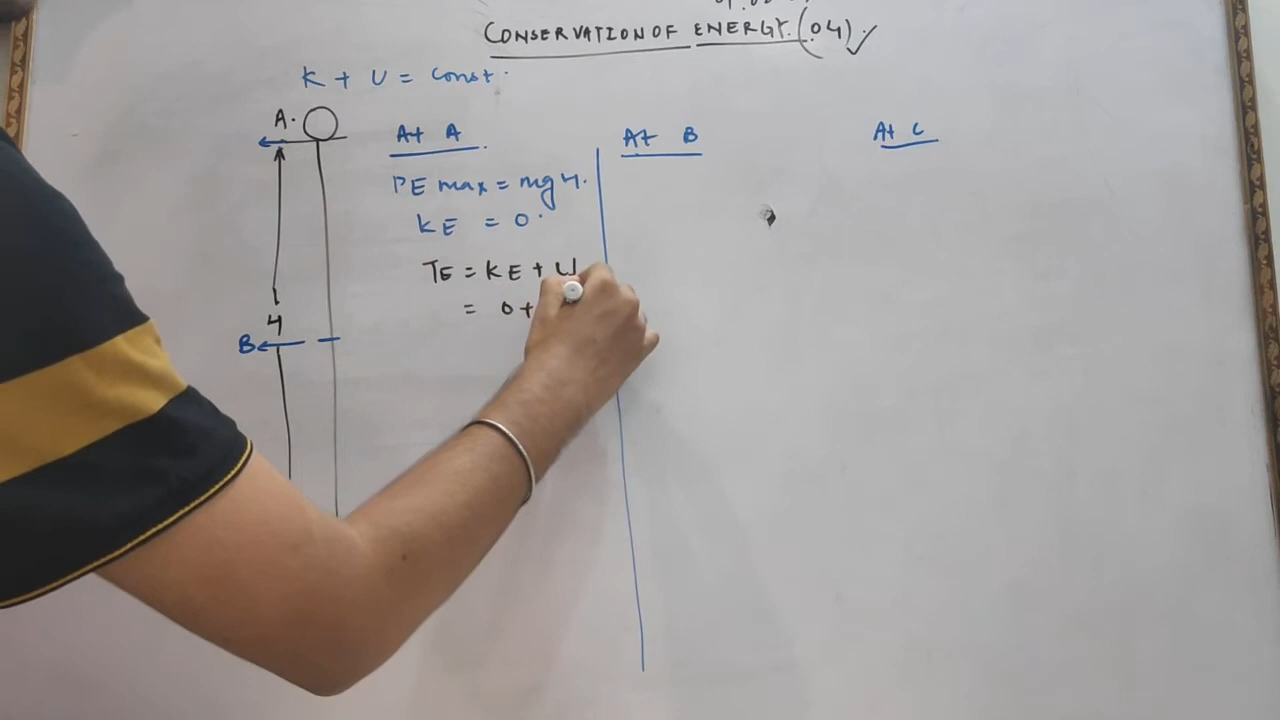 CONSERVATION OF ENERGY. (04)
K + U = const.
A.
At A
At B
At C
PE max = mgH.
KE = 0.
TE = KE + U
= 0+
H
B